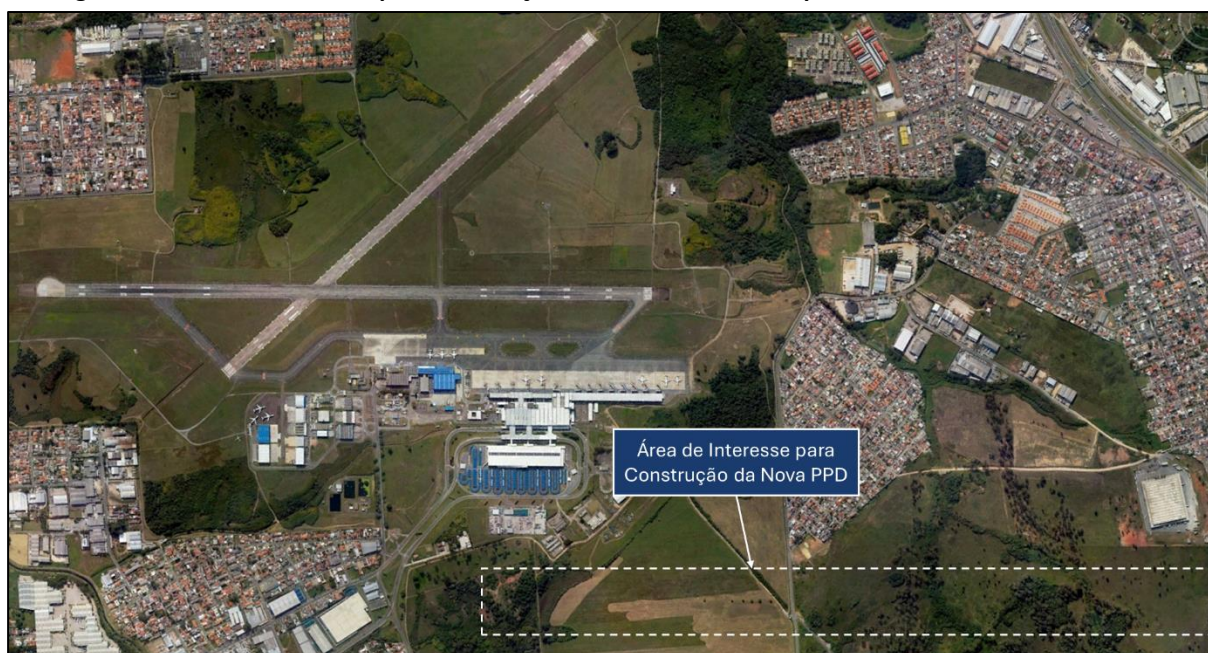 Área de Interesse para
Construção da Nova PPD